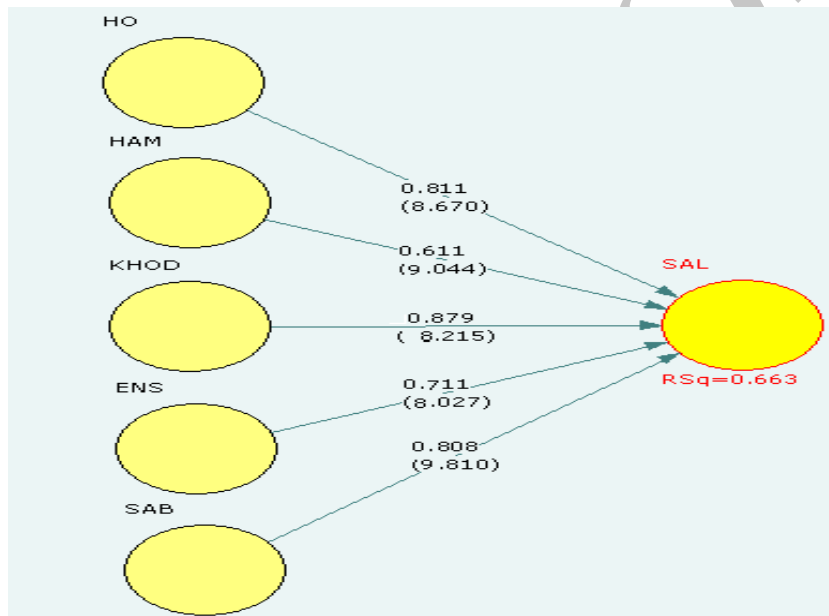 HO
HAM
0.811
(8.670)
KHOD
0.611
(9.044)
SAL
0.879
( 8.215)
ENS
0.711
(8.027)
RSq=0.663
0.808
(9.810)
SAB